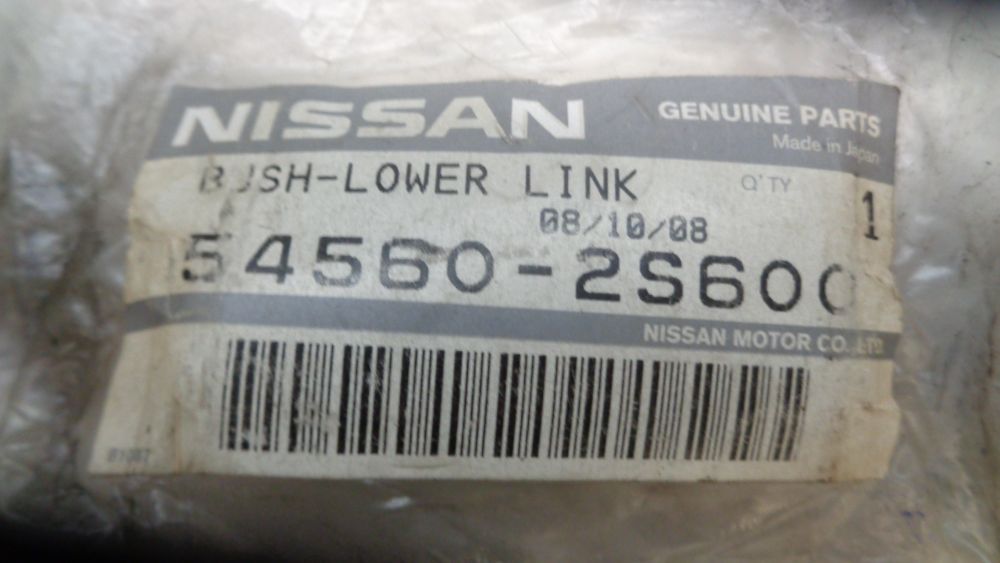 NISSAN
GENUINE PARTS
Made in Japan
BUSH-LOWER LINK
Q'TY 1
08/10/08
54560-2S600
NISSAN MOTOR CO., LTD.